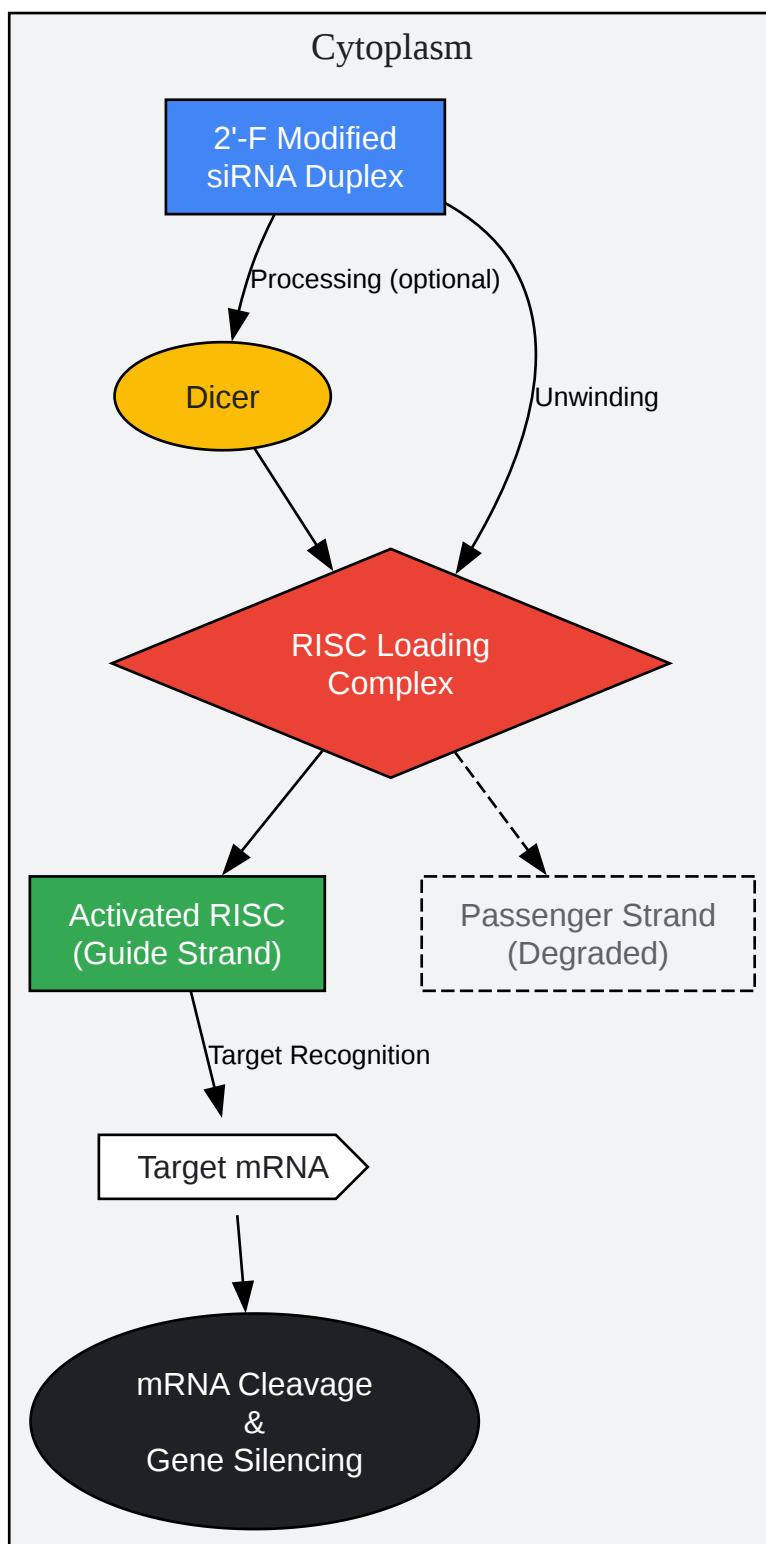 Cytoplasm
2'-F Modified
siRNA Duplex
Processing (optional)
Dicer
Unwinding
RISC Loading
Complex
Activated RISC
(Guide Strand)
Passenger Strand
(Degraded)
Target Recognition
Target mRNA
mRNA Cleavage
&
Gene Silencing